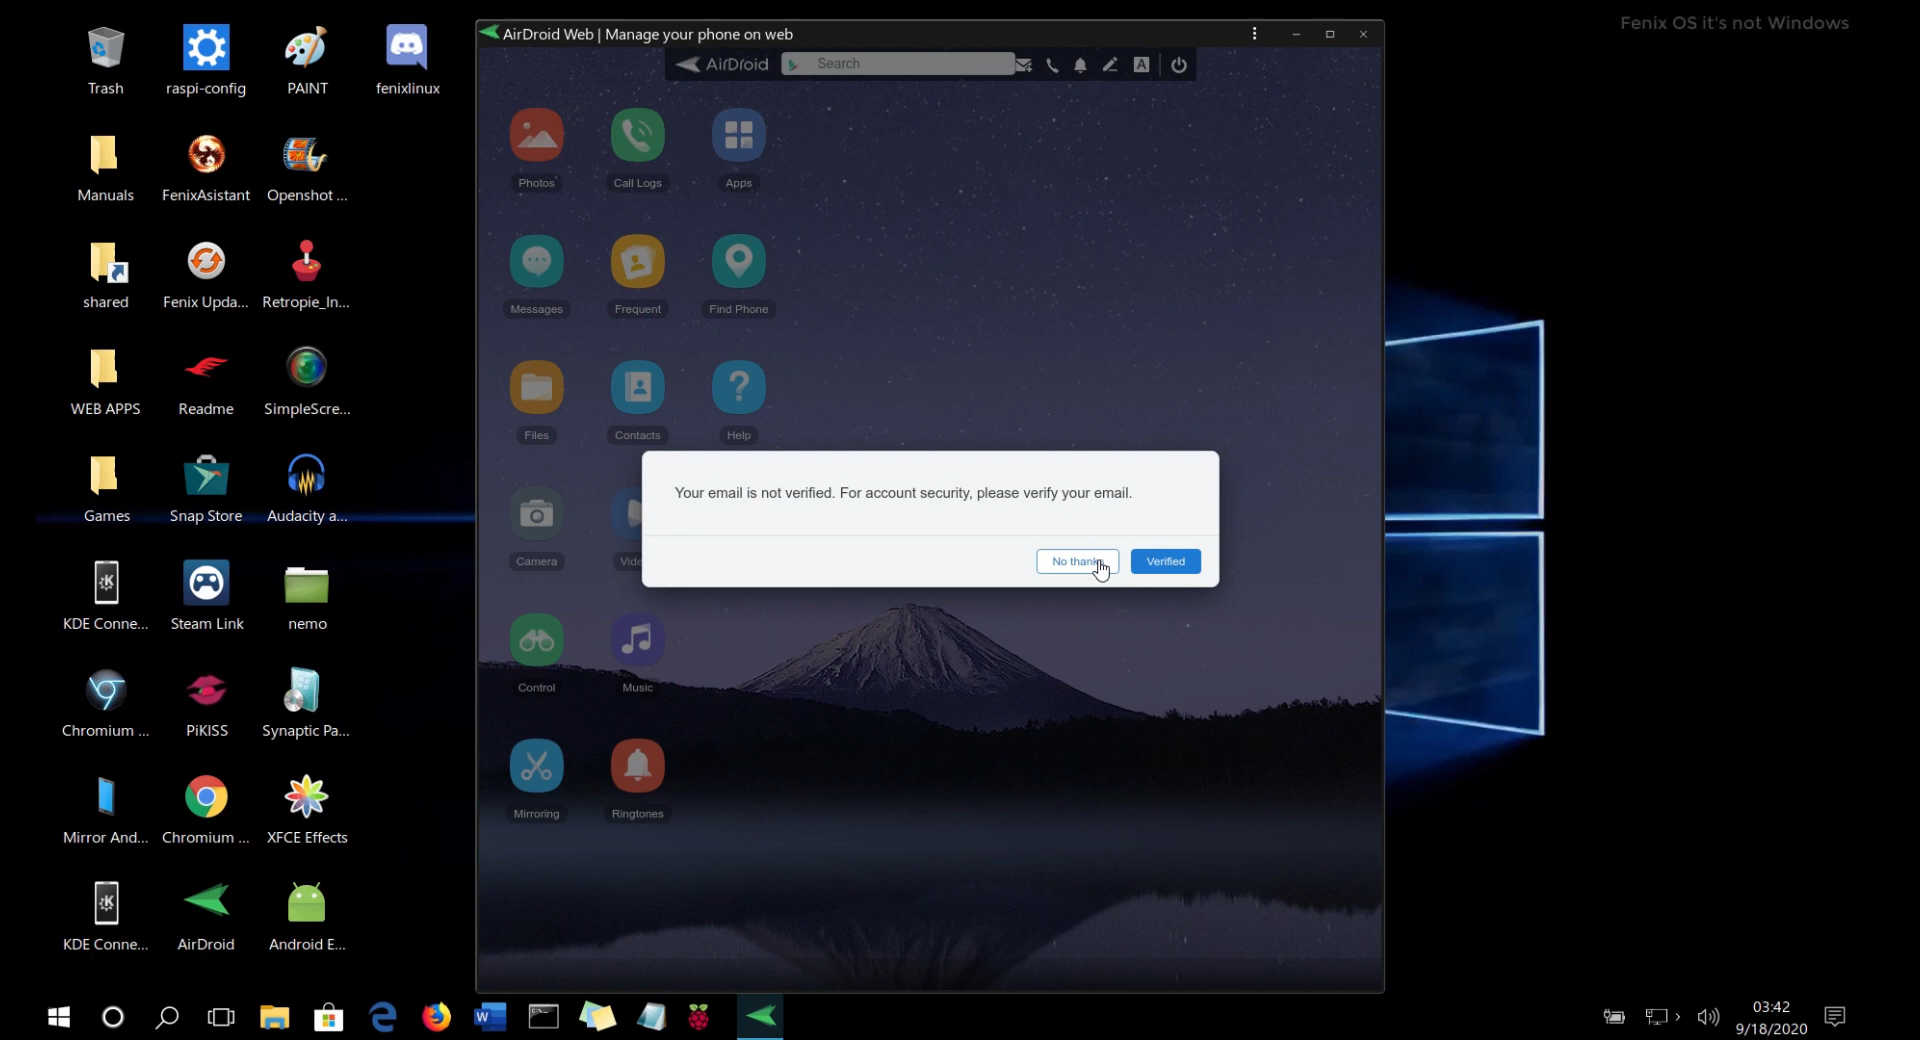 Fenix OS it's not Windows
Trash
raspi-config
PAINT
fenixlinux
Manuals
FenixAsistant
Openshot ...
shared
Fenix Upda...
Retropie_In...
WEB APPS
Readme
SimpleScre...
Games
Snap Store
Audacity a...
KDE Conne...
Steam Link
nemo
Chromium ...
PiKISS
Synaptic Pa...
Mirror And...
Chromium ...
XFCE Effects
KDE Conne...
AirDroid
Android E...
AirDroid Web | Manage your phone on web
AirDroid
Search
A
Photos
Call Logs
Apps
Messages
Frequent
Find Phone
Files
Contacts
Help
Camera
Control
Music
Mirroring
Ringtones
Your email is not verified. For account security, please verify your email.
No thanks
Verified
03:42
9/18/2020